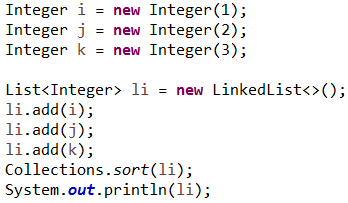 Integer i = new Integer(1);
Integer j = new Integer(2);
Integer k = new Integer(3);
List<Integer> li = new LinkedList<>();
li.add(i);
li.add(j);
li.add(k);
Collections.sort(li);
System.out.println(li);